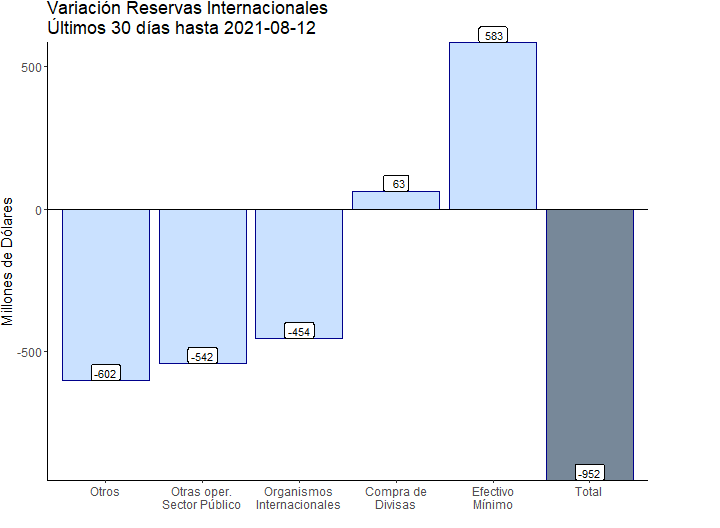 Variación Reservas Internacionales
Últimos 30 días hasta 2021-08-12
Millones de Dólares
500
0
-500
583
63
-454
-542
-602
-952
Otros
Otras oper.
Sector Público
Organismos
Internacionales
Compra de
Divisas
Efectivo
Mínimo
Total